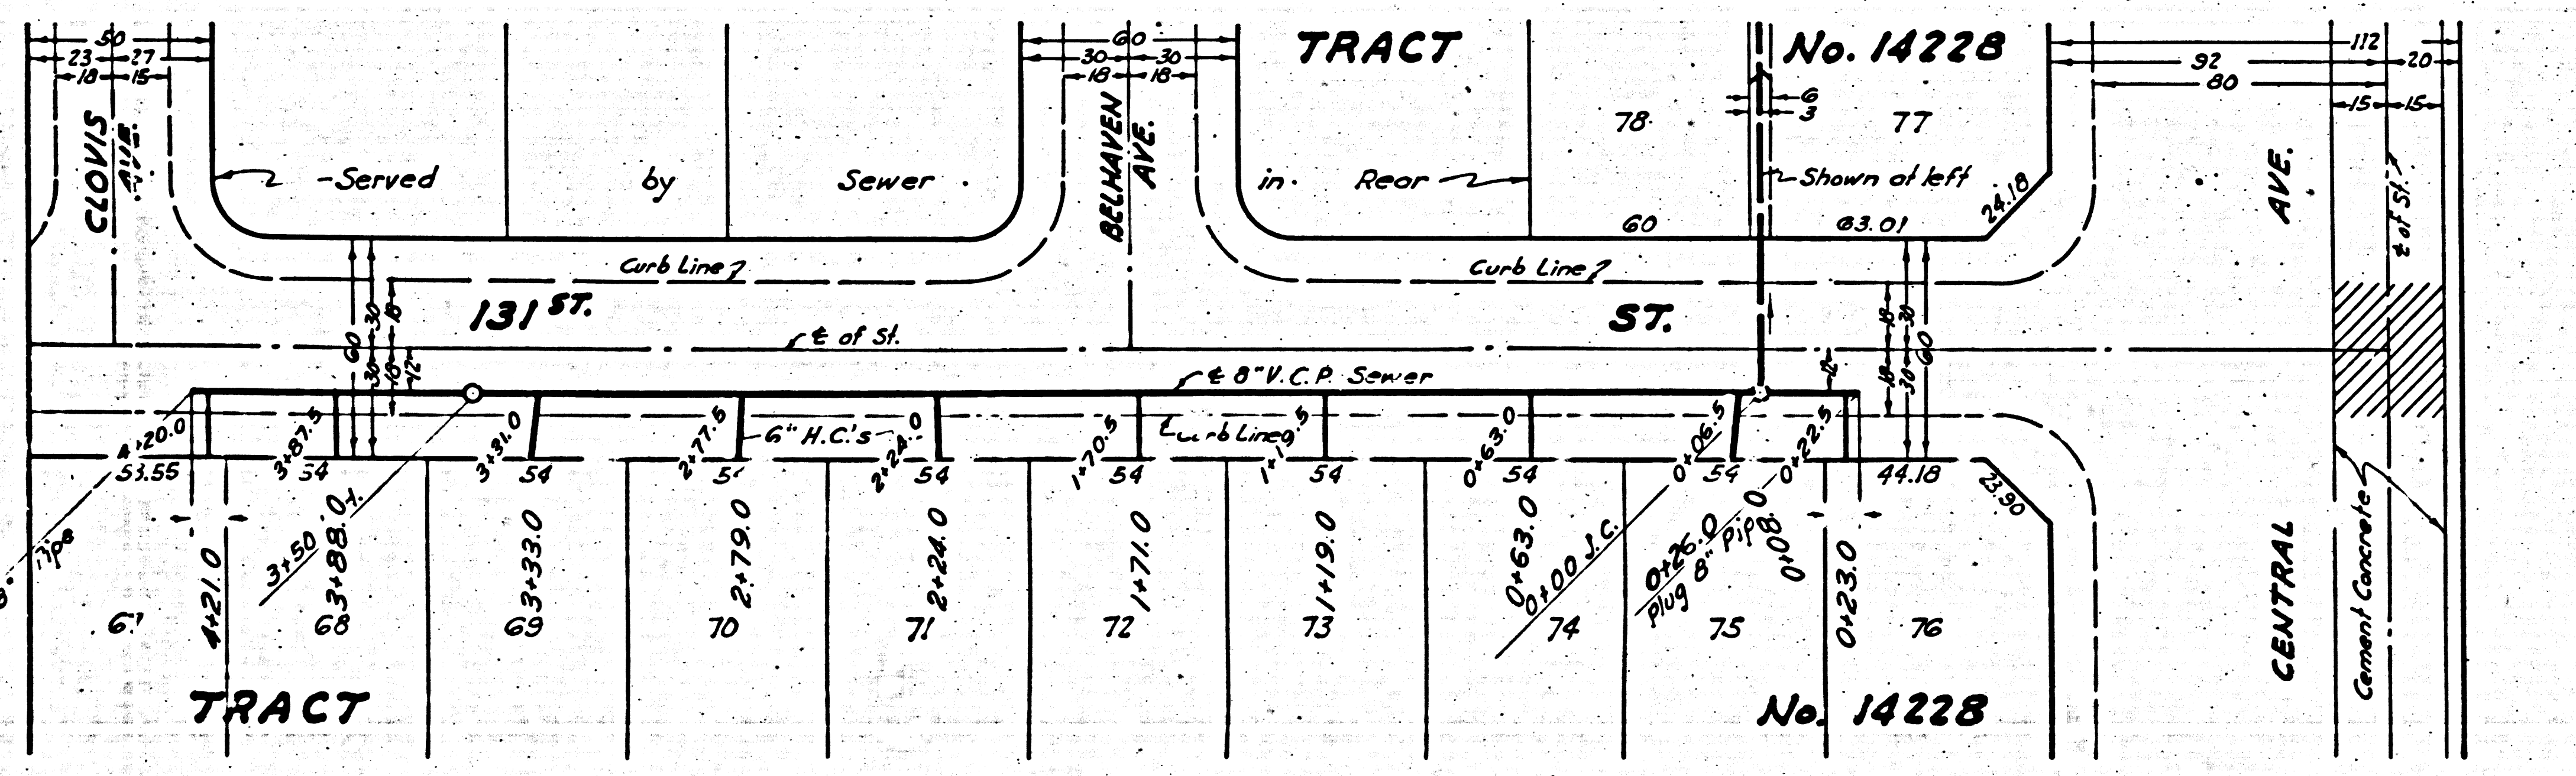 50
23 27
18 15
CLOVIS
AVE.
60
30 30
18 18
BELHAVEN
AVE.
TRACT
No. 14228
6
3
78
77
112
92 20
80
15 15
Served by Sewer in Rear
Shown at left
60
63.01
24.18
AVE.
℄ of St.
Curb Line
Curb Line
131 ST.
ST.
℄ of St.
60
30
18
30
18
12
18
30
60
18
30
12
℄ 8" V.C.P. Sewer
6" H.C.'s
Curb Line
4+20.0
3+87.5
3+31.0
2+77.5
2+24.0
1+70.5
0+63.0
0+06.5
0+22.5
53.55
54
54
54
54
54
54
54
44.18
23.90
Pipe
4+21.0
3+50
3+88.0
3+33.0
2+79.0
2+24.0
1+71.0
1+19.0
0+63.0
0+00 J.C.
0+26.0
Plug 8" Pipe
0+08.0
0+23.0
68
69
70
71
72
73
74
75
76
TRACT
No. 14228
CENTRAL
Cement Concrete